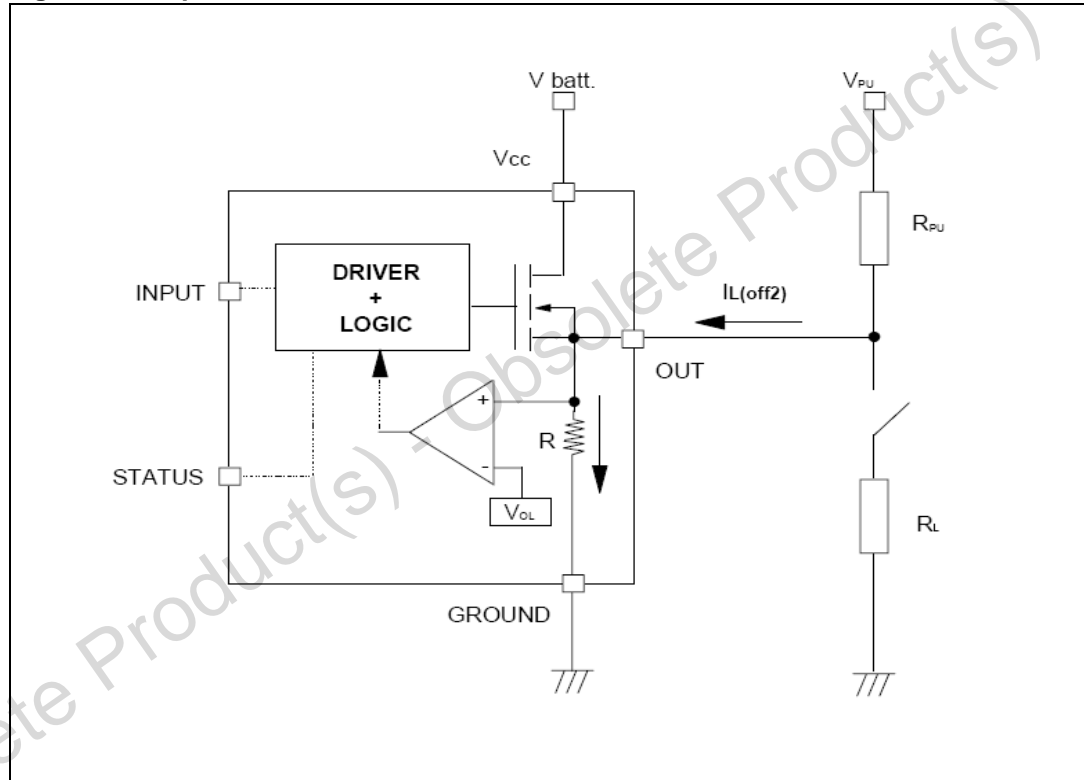 V batt.
VPU
Vcc
RPU
DRIVER
+
LOGIC
INPUT
IL(off2)
OUT
+
R
-
STATUS
VOL
RL
GROUND
Obsolete Product(s) - Obsolete Product(s)